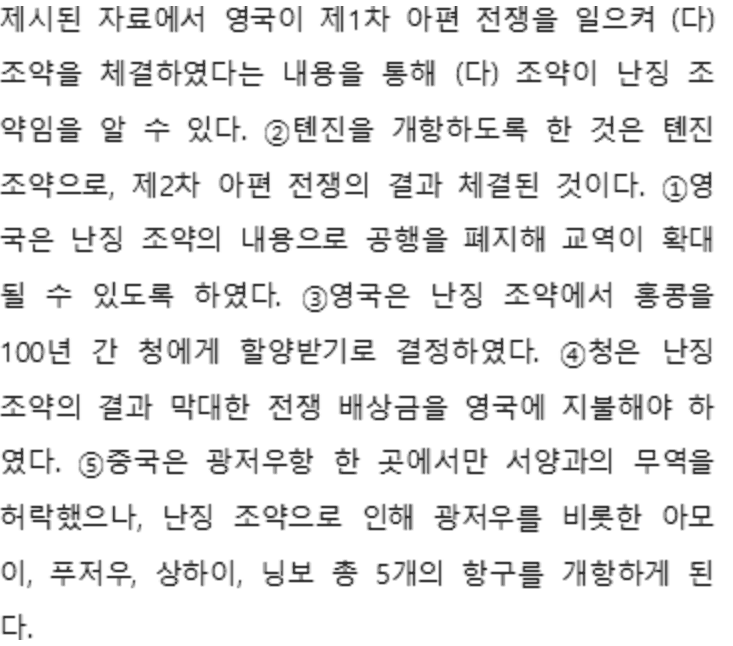 제시된 자료에서 영국이 제1차 아편 전쟁을 일으켜 (다)
조약을 체결하였다는 내용을 통해 (다) 조약이 난징 조
약임을 알 수 있다. ②톈진을 개항하도록 한 것은 톈진
조약으로, 제2차 아편 전쟁의 결과 체결된 것이다. ①영
국은 난징 조약의 내용으로 공행을 폐지해 교역이 확대
될 수 있도록 하였다. ③영국은 난징 조약에서 홍콩을
100년 간 청에게 할양받기로 결정하였다. ④청은 난징
조약의 결과 막대한 전쟁 배상금을 영국에 지불해야 하
였다. ⑤중국은 광저우항 한 곳에서만 서양과의 무역을
허락했으나, 난징 조약으로 인해 광저우를 비롯한 아모
이, 푸저우, 상하이, 닝보 총 5개의 항구를 개항하게 된
다.